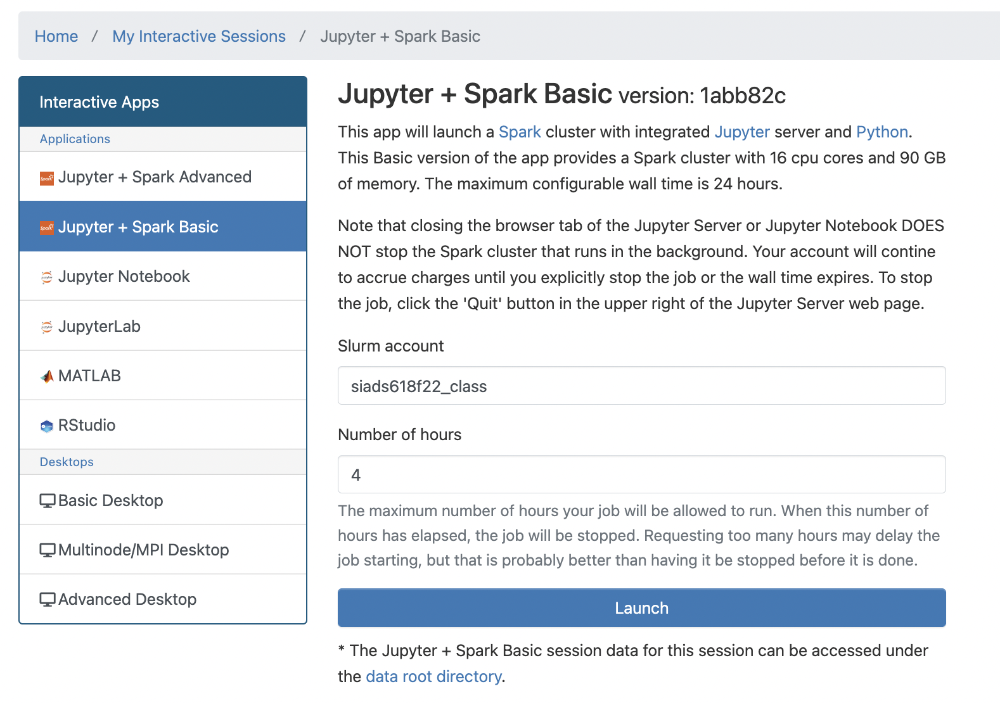 Home / My Interactive Sessions / Jupyter + Spark Basic
Interactive Apps
Applications
Jupyter + Spark Advanced
Jupyter + Spark Basic
Jupyter Notebook
JupyterLab
MATLAB
RStudio
Desktops
Basic Desktop
Multinode/MPI Desktop
Advanced Desktop
Jupyter + Spark Basic version: 1abb82c
This app will launch a Spark cluster with integrated Jupyter server and Python.
This Basic version of the app provides a Spark cluster with 16 cpu cores and 90 GB
of memory. The maximum configurable wall time is 24 hours.
Note that closing the browser tab of the Jupyter Server or Jupyter Notebook DOES
NOT stop the Spark cluster that runs in the background. Your account will contine
to accrue charges until you explicitly stop the job or the wall time expires. To stop
the job, click the 'Quit' button in the upper right of the Jupyter Server web page.
Slurm account
siads618f22_class
Number of hours
4
The maximum number of hours your job will be allowed to run. When this number of
hours has elapsed, the job will be stopped. Requesting too many hours may delay the
job starting, but that is probably better than having it be stopped before it is done.
Launch
* The Jupyter + Spark Basic session data for this session can be accessed under
the data root directory.